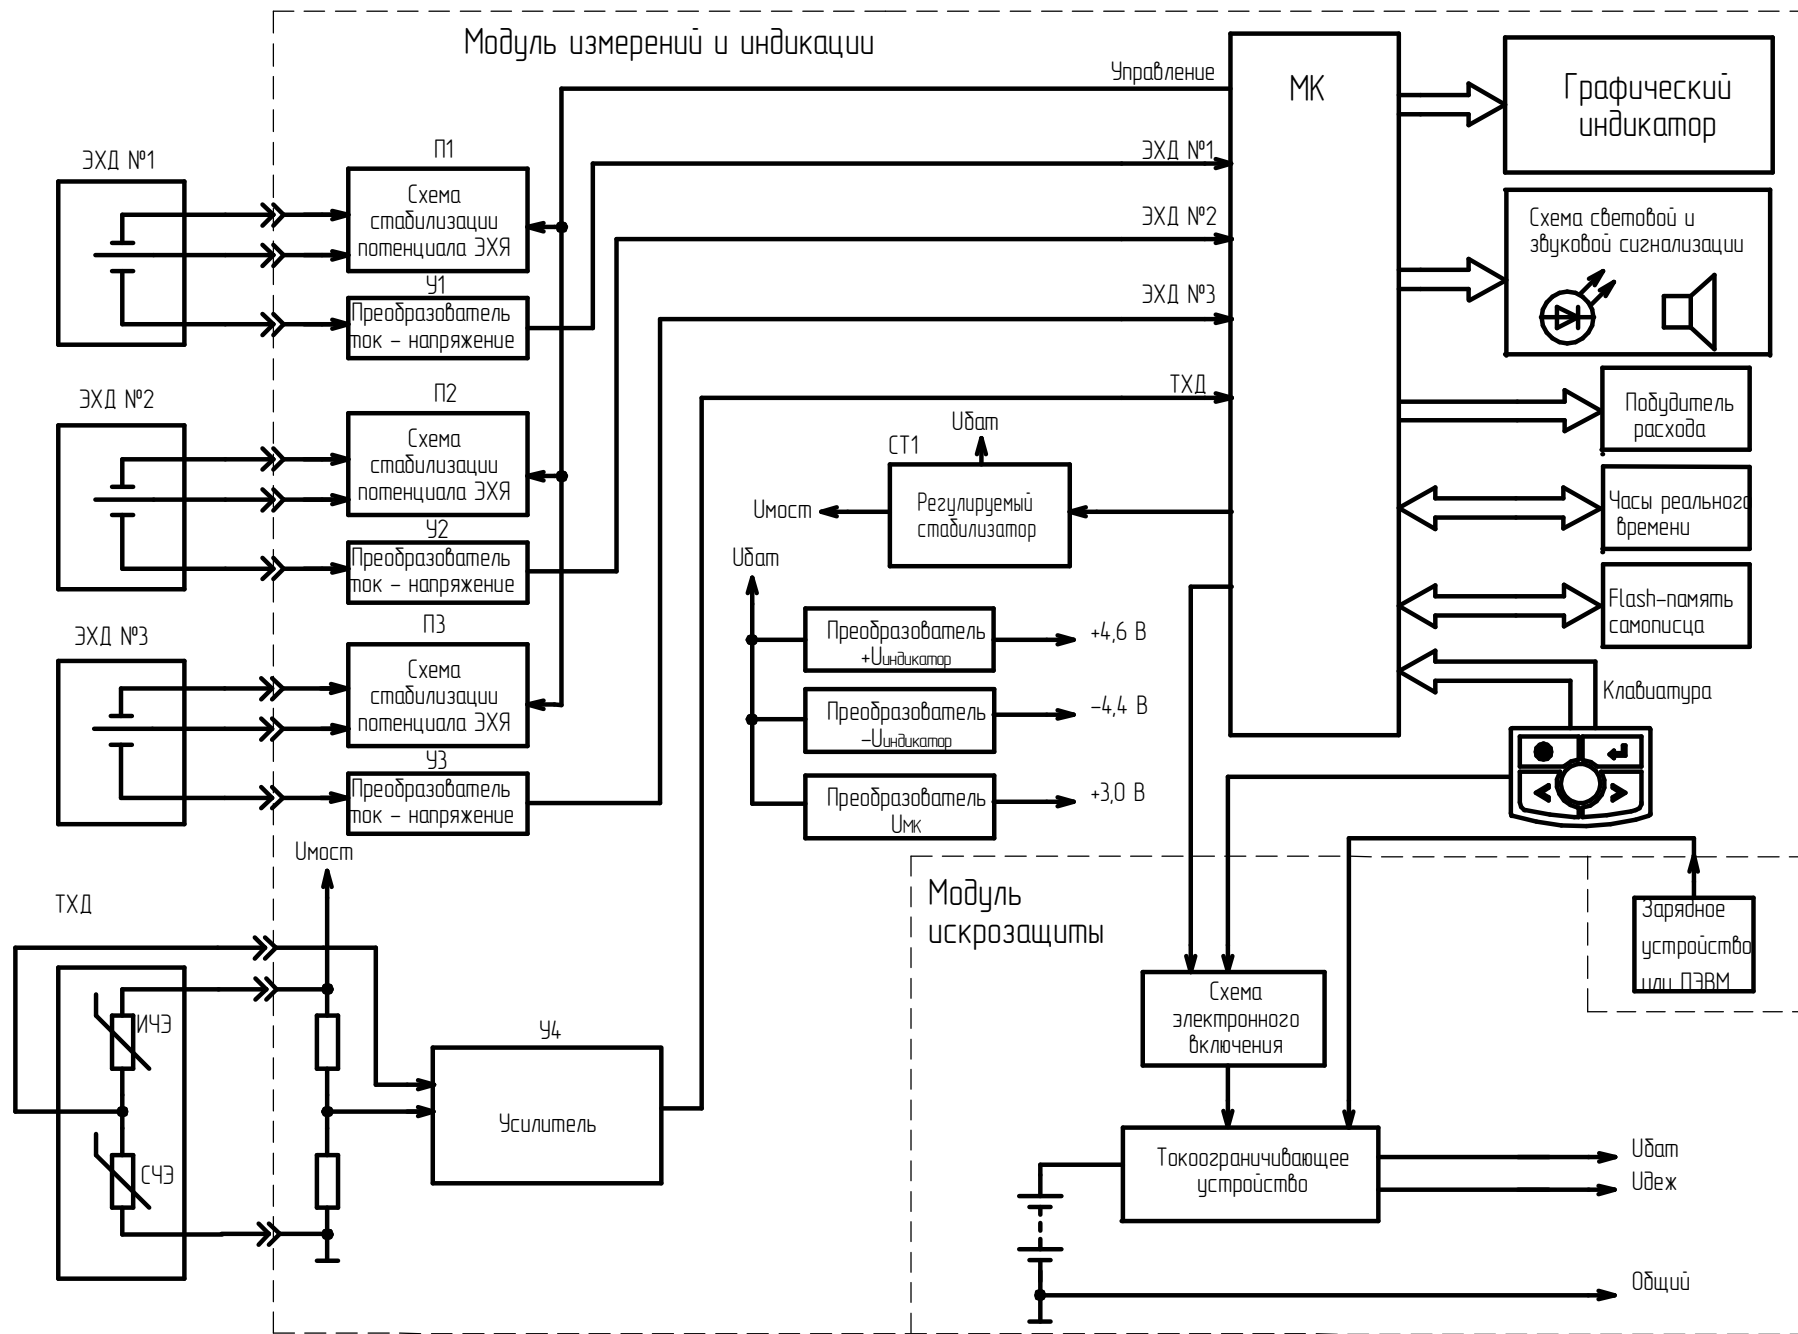 Модуль измерений и индикации
Управление
МК
Графический
индикатор
ЭХД №1
П1
Схема
стабилизации
потенциала ЭХЯ
У1
Преобразователь
ток – напряжение
ЭХД №1
ЭХД №2
ЭХД №3
ТХД
Схема световой и
звуковой сигнализации
Побудитель
расхода
Часы реального
времени
Flash–память
самописца
Клавиатура
ЭХД №2
П2
Схема
стабилизации
потенциала ЭХЯ
У2
Преобразователь
ток – напряжение
Uбат
СТ1
Регулируемый
стабилизатор
Uмост
Uбат
Преобразователь
+Uиндикатор
+4,6 В
Преобразователь
–Uиндикатор
–4,4 В
Преобразователь
Uмк
+3,0 В
ЭХД №3
П3
Схема
стабилизации
потенциала ЭХЯ
У3
Преобразователь
ток – напряжение
Uмост
ТХД
ИЧЭ
СЧЭ
У4
Усилитель
Модуль
искрозащиты
Зарядное
устройство
или ПЭВМ
Схема
электронного
включения
Токоограничивающее
устройство
Uбат
Uдеж
Общий